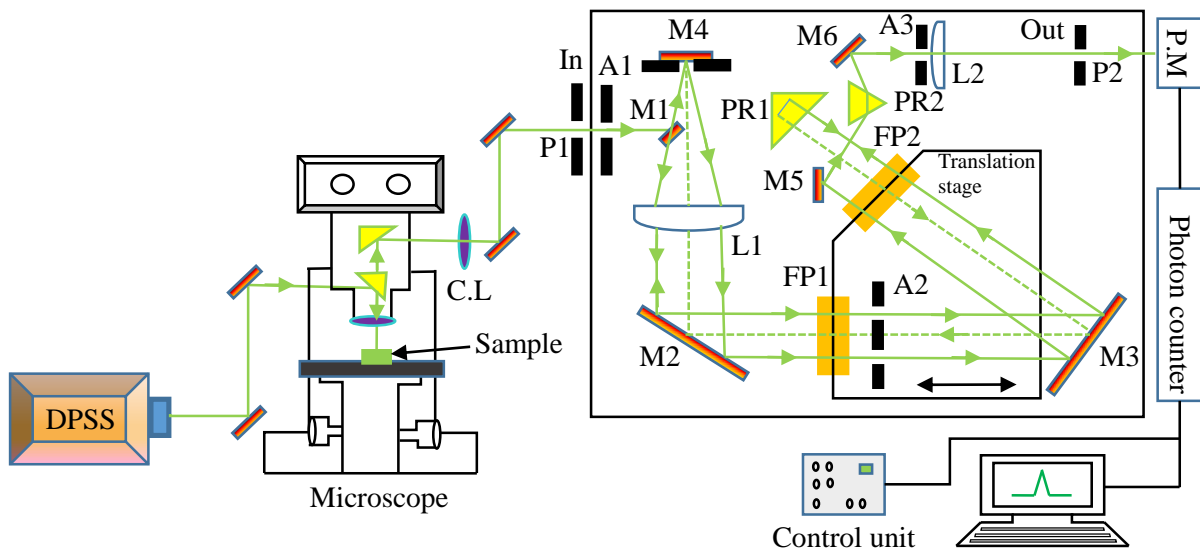 M4
A3
Out
M6
In
A1
L2
P2
P.M
M1
PR1
PR2
P1
FP2
Translation
stage
M5
L1
C.L
FP1
A2
Sample
M2
M3
Photon counter
DPSS
Microscope
Control unit